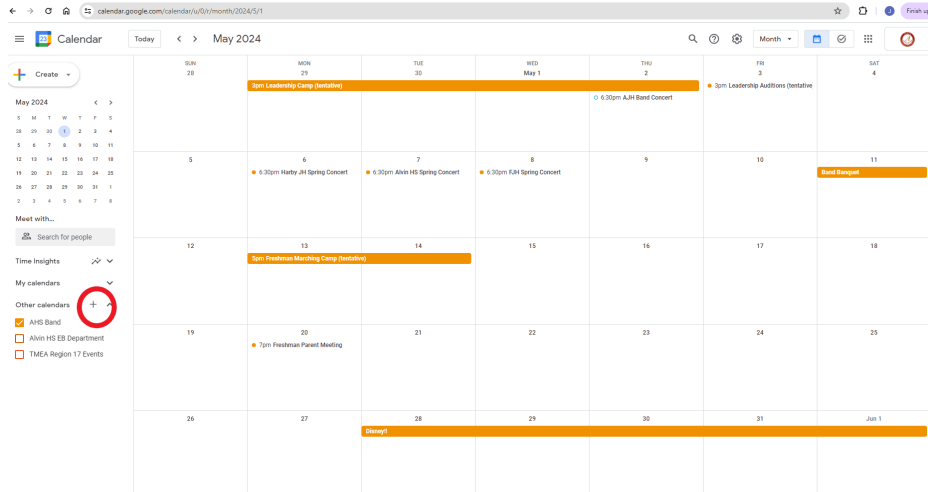 calendar.google.com/calendar/u/0/r/month/2024/5/1
Finish up
23 Calendar Today May 2024 Month
Create
May 2024
S M T W T F S
28 29 30 1 2 3 4
5 6 7 8 9 10 11
12 13 14 15 16 17 18
19 20 21 22 23 24 25
26 27 28 29 30 31 1
2 3 4 5 6 7 8
Meet with...
Search for people
Time Insights
My calendars
Other calendars
AHS Band
Alvin HS EB Department
TMEA Region 17 Events
SUN MON TUE WED THU FRI SAT
28 29 30 May 1 2 3 4
3pm Leadership Camp (tentative)
3pm Leadership Auditions (tentative
6:30pm AJH Band Concert
5 6 7 8 9 10 11
6:30pm Harby JH Spring Concert
6:30pm Alvin HS Spring Concert
6:30pm FJH Spring Concert
Band Banquet
12 13 14 15 16 17 18
5pm Freshman Marching Camp (tentative)
19 20 21 22 23 24 25
7pm Freshman Parent Meeting
26 27 28 29 30 31 Jun 1
Disney!!